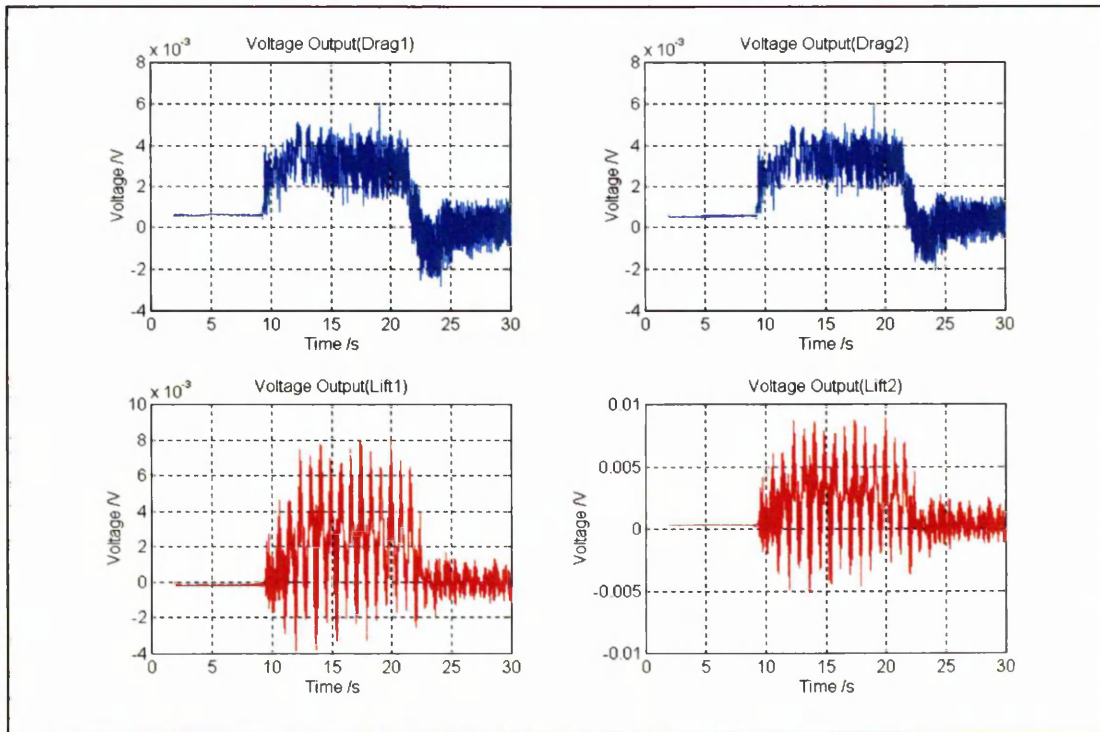 Voltage Output(Drag1)
x 10-3
Voltage /V
8
6
4
2
0
-2
-4
0 5 10 15 20 25 30
Time /s
Voltage Output(Drag2)
x 10-3
Voltage /V
8
6
4
2
0
-2
-4
0 5 10 15 20 25 30
Time /s
Voltage Output(Lift1)
x 10-3
Voltage /V
10
8
6
4
2
0
-2
-4
0 5 10 15 20 25 30
Time /s
Voltage Output(Lift2)
Voltage /V
0.01
0.005
0
-0.005
-0.01
0 5 10 15 20 25 30
Time /s